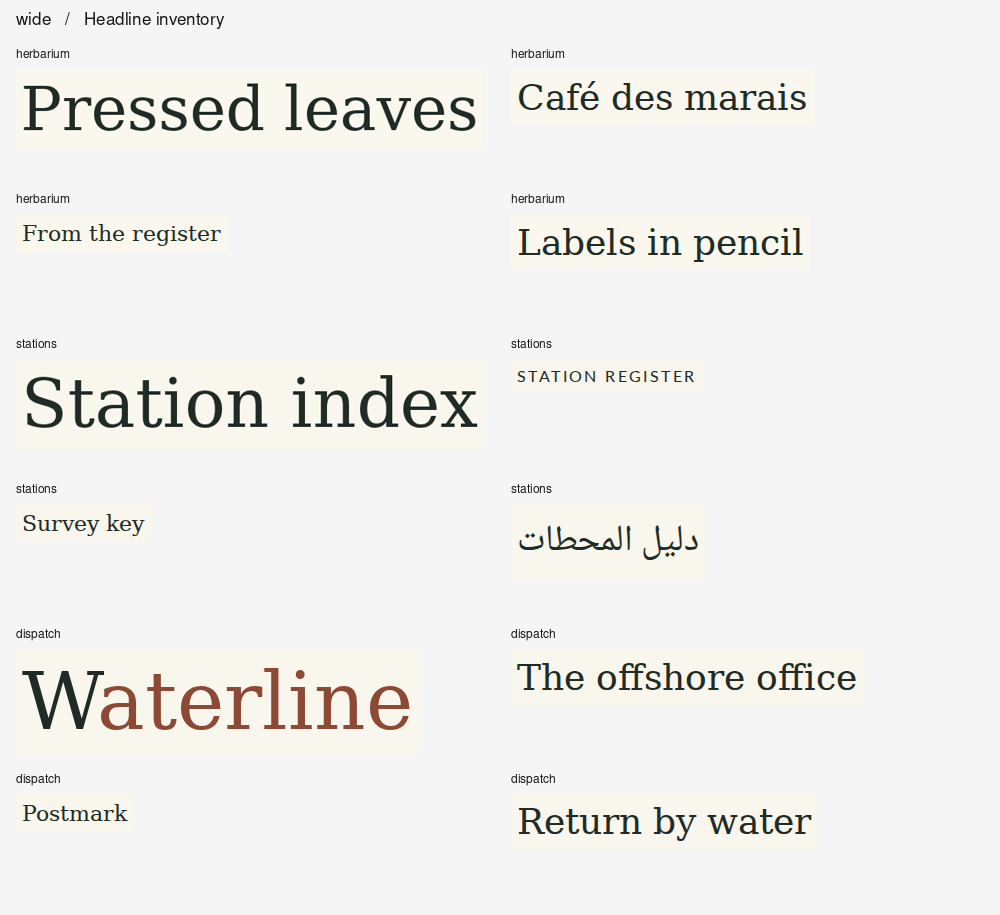 wide / Headline inventory
herbarium
Pressed leaves
herbarium
Café des marais
herbarium
From the register
herbarium
Labels in pencil
stations
Station index
stations
STATION REGISTER
stations
Survey key
stations
دليل المحطات
dispatch
Waterline
dispatch
The offshore office
dispatch
Postmark
dispatch
Return by water